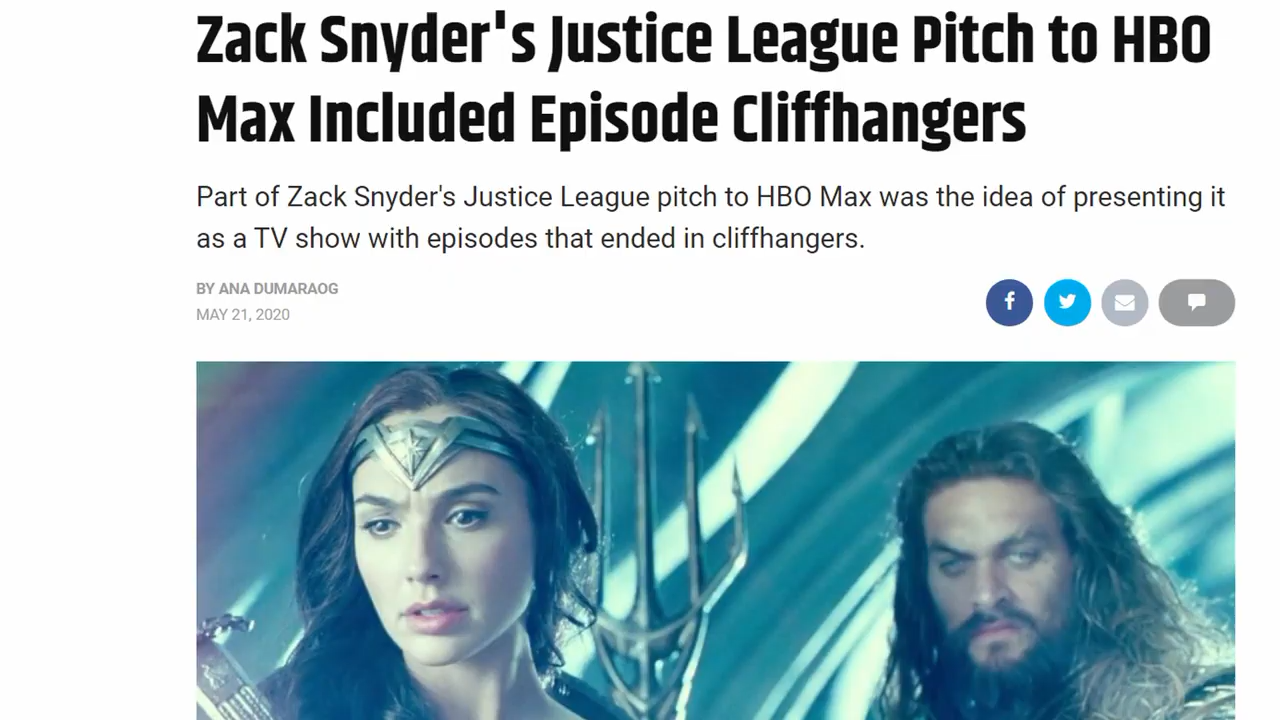 Zack Snyder's Justice League Pitch to HBO
Max Included Episode Cliffhangers
Part of Zack Snyder's Justice League pitch to HBO Max was the idea of presenting it
as a TV show with episodes that ended in cliffhangers.
BY ANA DUMARAOG
MAY 21, 2020